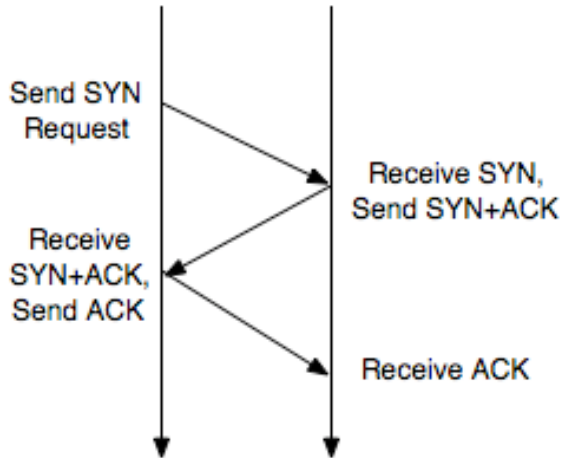 Send SYN
Request
Receive SYN,
Send SYN+ACK
Receive
SYN+ACK,
Send ACK
Receive ACK